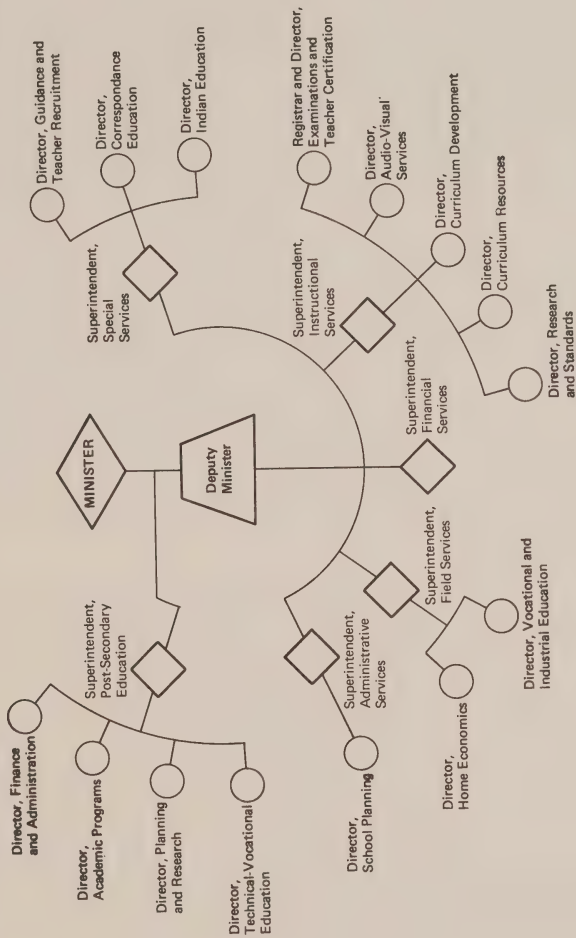 MINISTER
Deputy
Minister
Superintendent,
Post-Secondary
Education
Director, Finance
and Administration
Director,
Academic Programs
Director, Planning
and Research
Director,
Technical-Vocational
Education
Superintendent,
Special
Services
Director, Guidance and
Teacher Recruitment
Director,
Correspondance
Education
Director,
Indian Education
Superintendent,
Instructional
Services
Registrar and Director,
Examinations and
Teacher Certification
Director,
Audio-Visual
Services
Director,
Curriculum Development
Director,
Curriculum Resources
Director, Research
and Standards
Superintendent,
Financial
Services
Superintendent,
Field Services
Director,
Home Economics
Director, Vocational and
Industrial Education
Superintendent,
Administrative
Services
Director,
School Planning